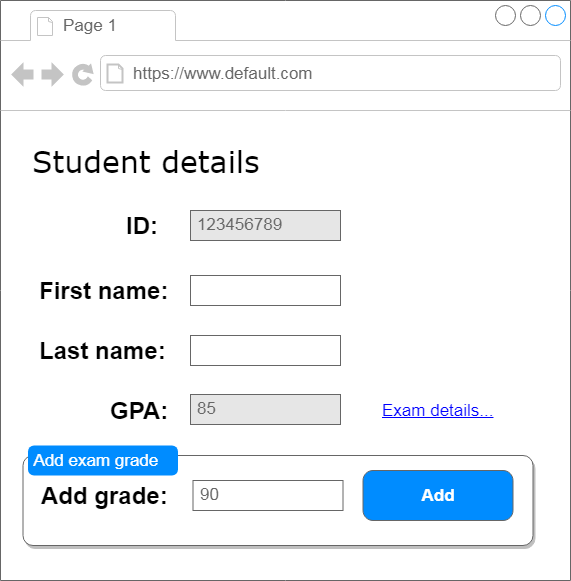 Page 1
https://www.default.com
Student details
ID: 123456789
First name:
Last name:
GPA: 85 Exam details...
Add exam grade
Add grade: 90 Add